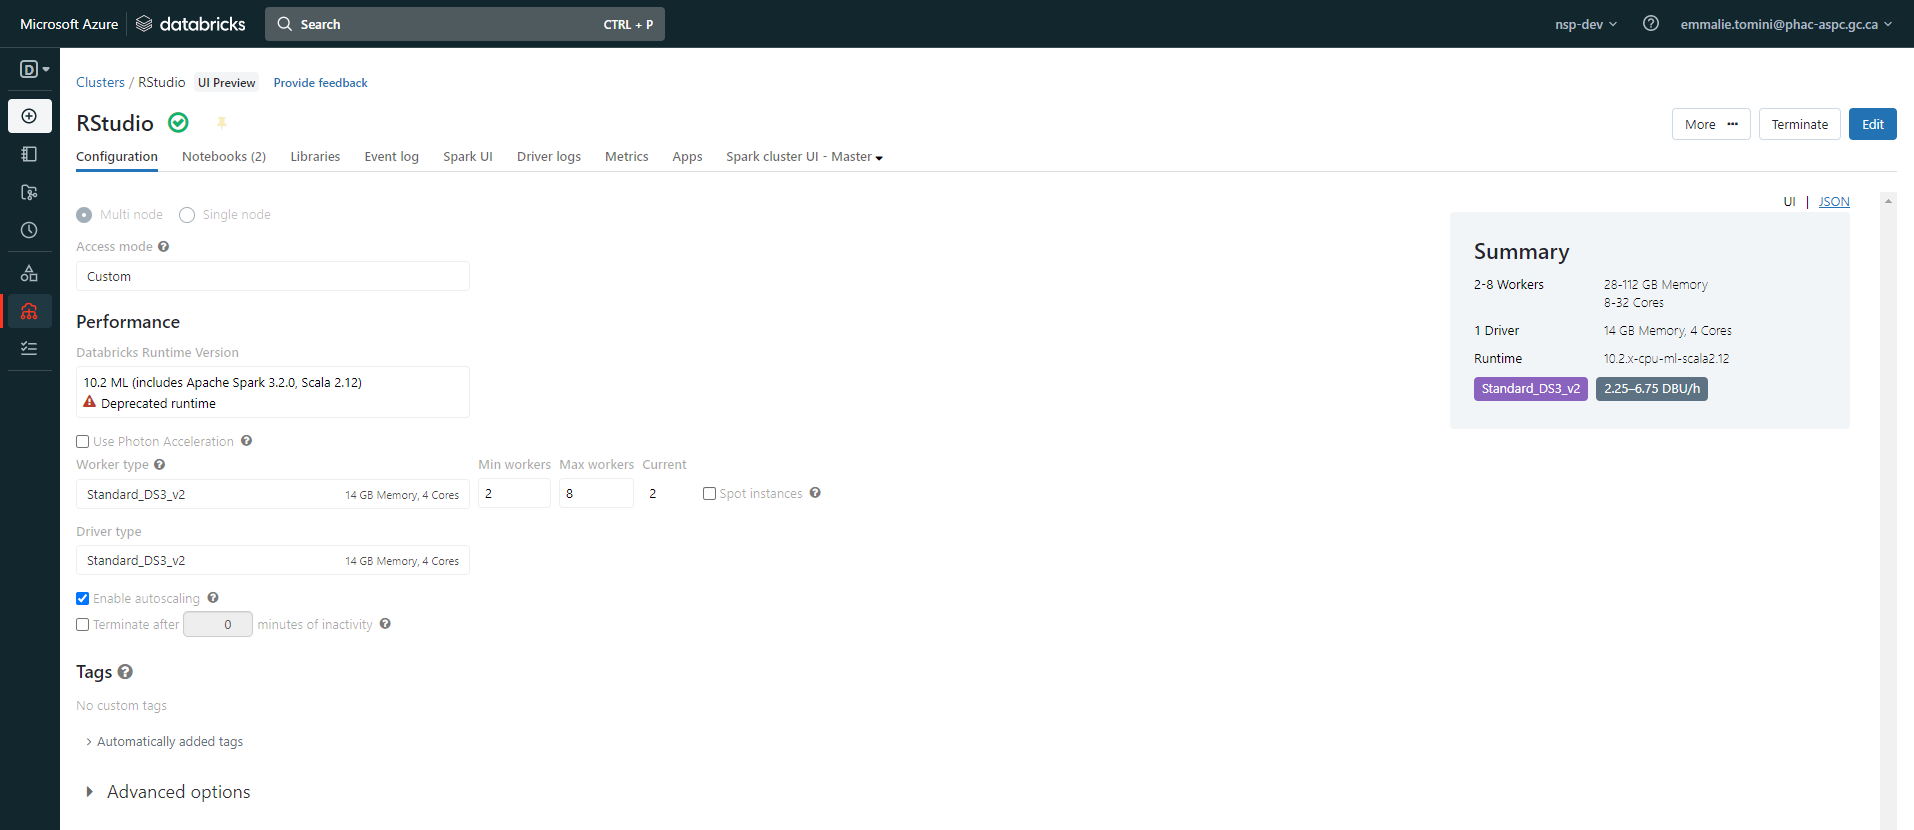 Microsoft Azure databricks Search CTRL + P nsp-dev emmalie.tomini@phac-aspc.gc.ca
D
Clusters / RStudio UI Preview Provide feedback
RStudio More ••• Terminate Edit
Configuration Notebooks (2) Libraries Event log Spark UI Driver logs Metrics Apps Spark cluster UI - Master
UI | JSON
Multi node Single node
Access mode ?
Custom
Performance
Databricks Runtime Version
10.2 ML (includes Apache Spark 3.2.0, Scala 2.12)
Deprecated runtime
Use Photon Acceleration ?
Worker type ? Min workers Max workers Current
Standard_DS3_v2 14 GB Memory, 4 Cores 2 8 2 Spot instances ?
Driver type
Standard_DS3_v2 14 GB Memory, 4 Cores
Enable autoscaling ?
Terminate after 0 minutes of inactivity ?
Tags ?
No custom tags
Automatically added tags
Advanced options
Summary
2-8 Workers 28-112 GB Memory
8-32 Cores
1 Driver 14 GB Memory, 4 Cores
Runtime 10.2.x-cpu-ml-scala2.12
Standard_DS3_v2 2.25–6.75 DBU/h